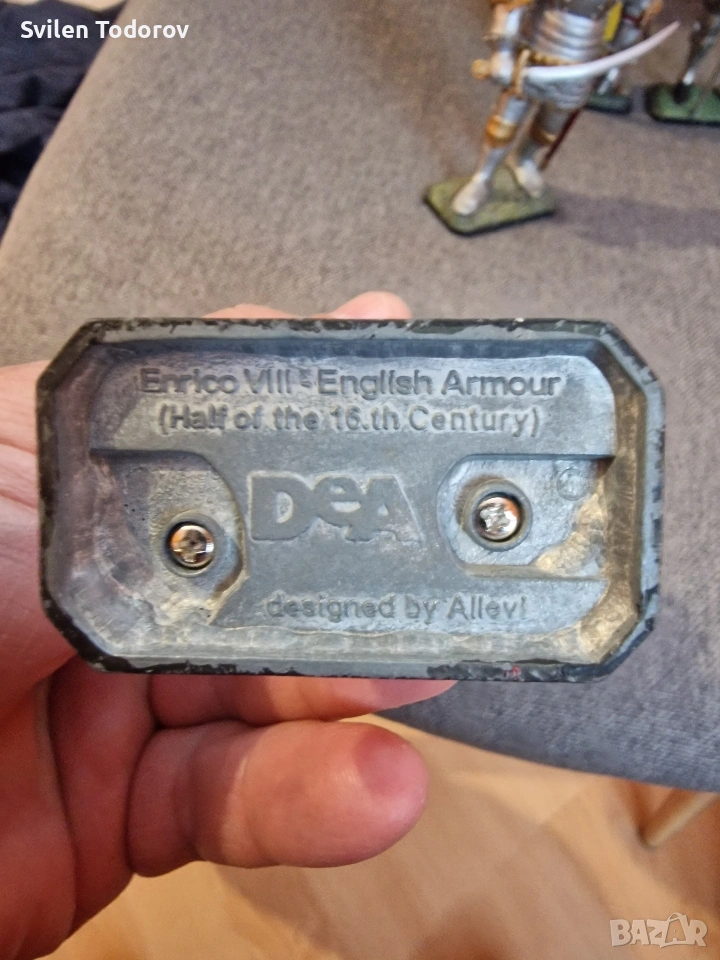 Svilen Todorov
Enrico VIII - English Armour
(Half of the 16.th Century)
DeA
designed by Allevi
BAZAR